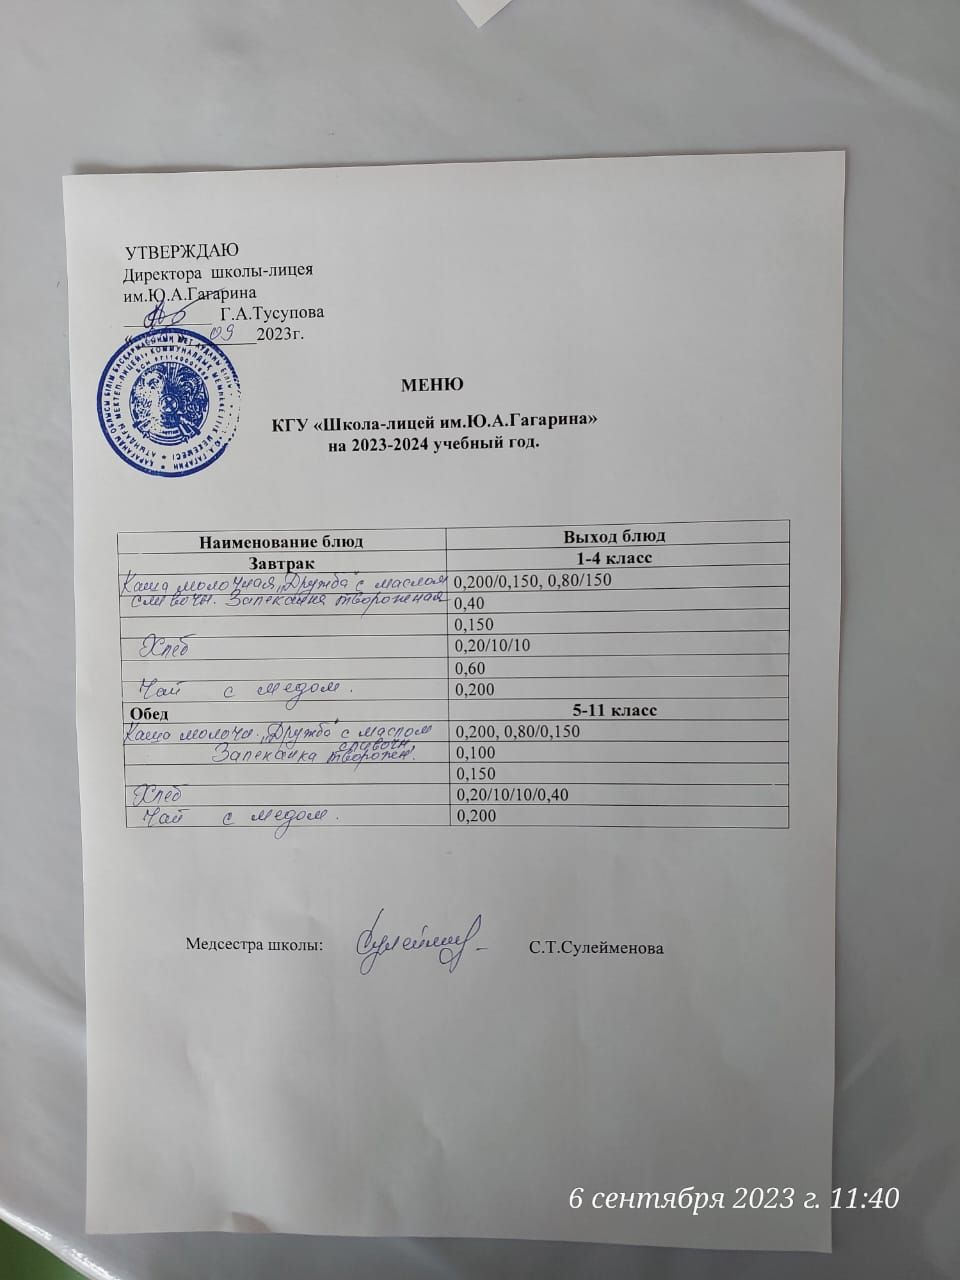 УТВЕРЖДАЮ
Директора школы-лицея
им.Ю.А.Гагарина
Г.А.Тусупова
« 09 2023г.
МЕНЮ
КГУ «Школа-лицей им.Ю.А.Гагарина»
на 2023-2024 учебный год.
Наименование блюд Выход блюд
Завтрак 1-4 класс
Каша молочная „Дружба" с маслом 0,200/0,150, 0,80/150
сливочн. Запеканка твороженая 0,40
0,150
Хлеб 0,20/10/10
0,60
Чай с медом. 0,200
Обед 5-11 класс
Каша молочн. „Дружба" с маслом 0,200, 0,80/0,150
сливочн.
Запеканка творожен. 0,100
0,150
Хлеб 0,20/10/10/0,40
Чай с медом. 0,200
Медсестра школы: С.Т.Сулейменова
6 сентября 2023 г. 11:40